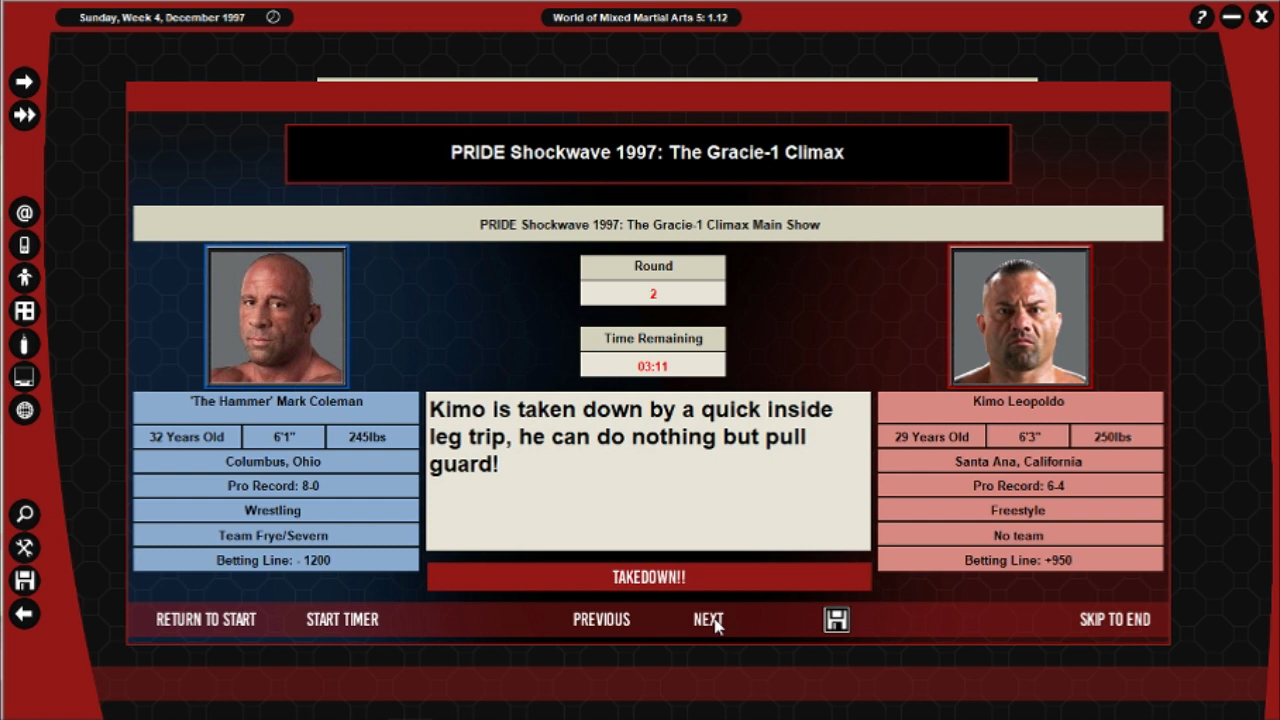 Sunday, Week 4, December 1997
World of Mixed Martial Arts 5: 1.12
? X
PRIDE Shockwave 1997: The Gracie-1 Climax
PRIDE Shockwave 1997: The Gracie-1 Climax Main Show
Round
2
Time Remaining
03:11
'The Hammer' Mark Coleman
32 Years Old 6'1" 245lbs
Columbus, Ohio
Pro Record: 8-0
Wrestling
Team Frye/Severn
Betting Line: - 1200
Kimo is taken down by a quick inside
leg trip, he can do nothing but pull
guard!
TAKEDOWN!!
Kimo Leopoldo
29 Years Old 6'3" 250lbs
Santa Ana, California
Pro Record: 6-4
Freestyle
No team
Betting Line: +950
RETURN TO START START TIMER PREVIOUS NEXT SKIP TO END
@